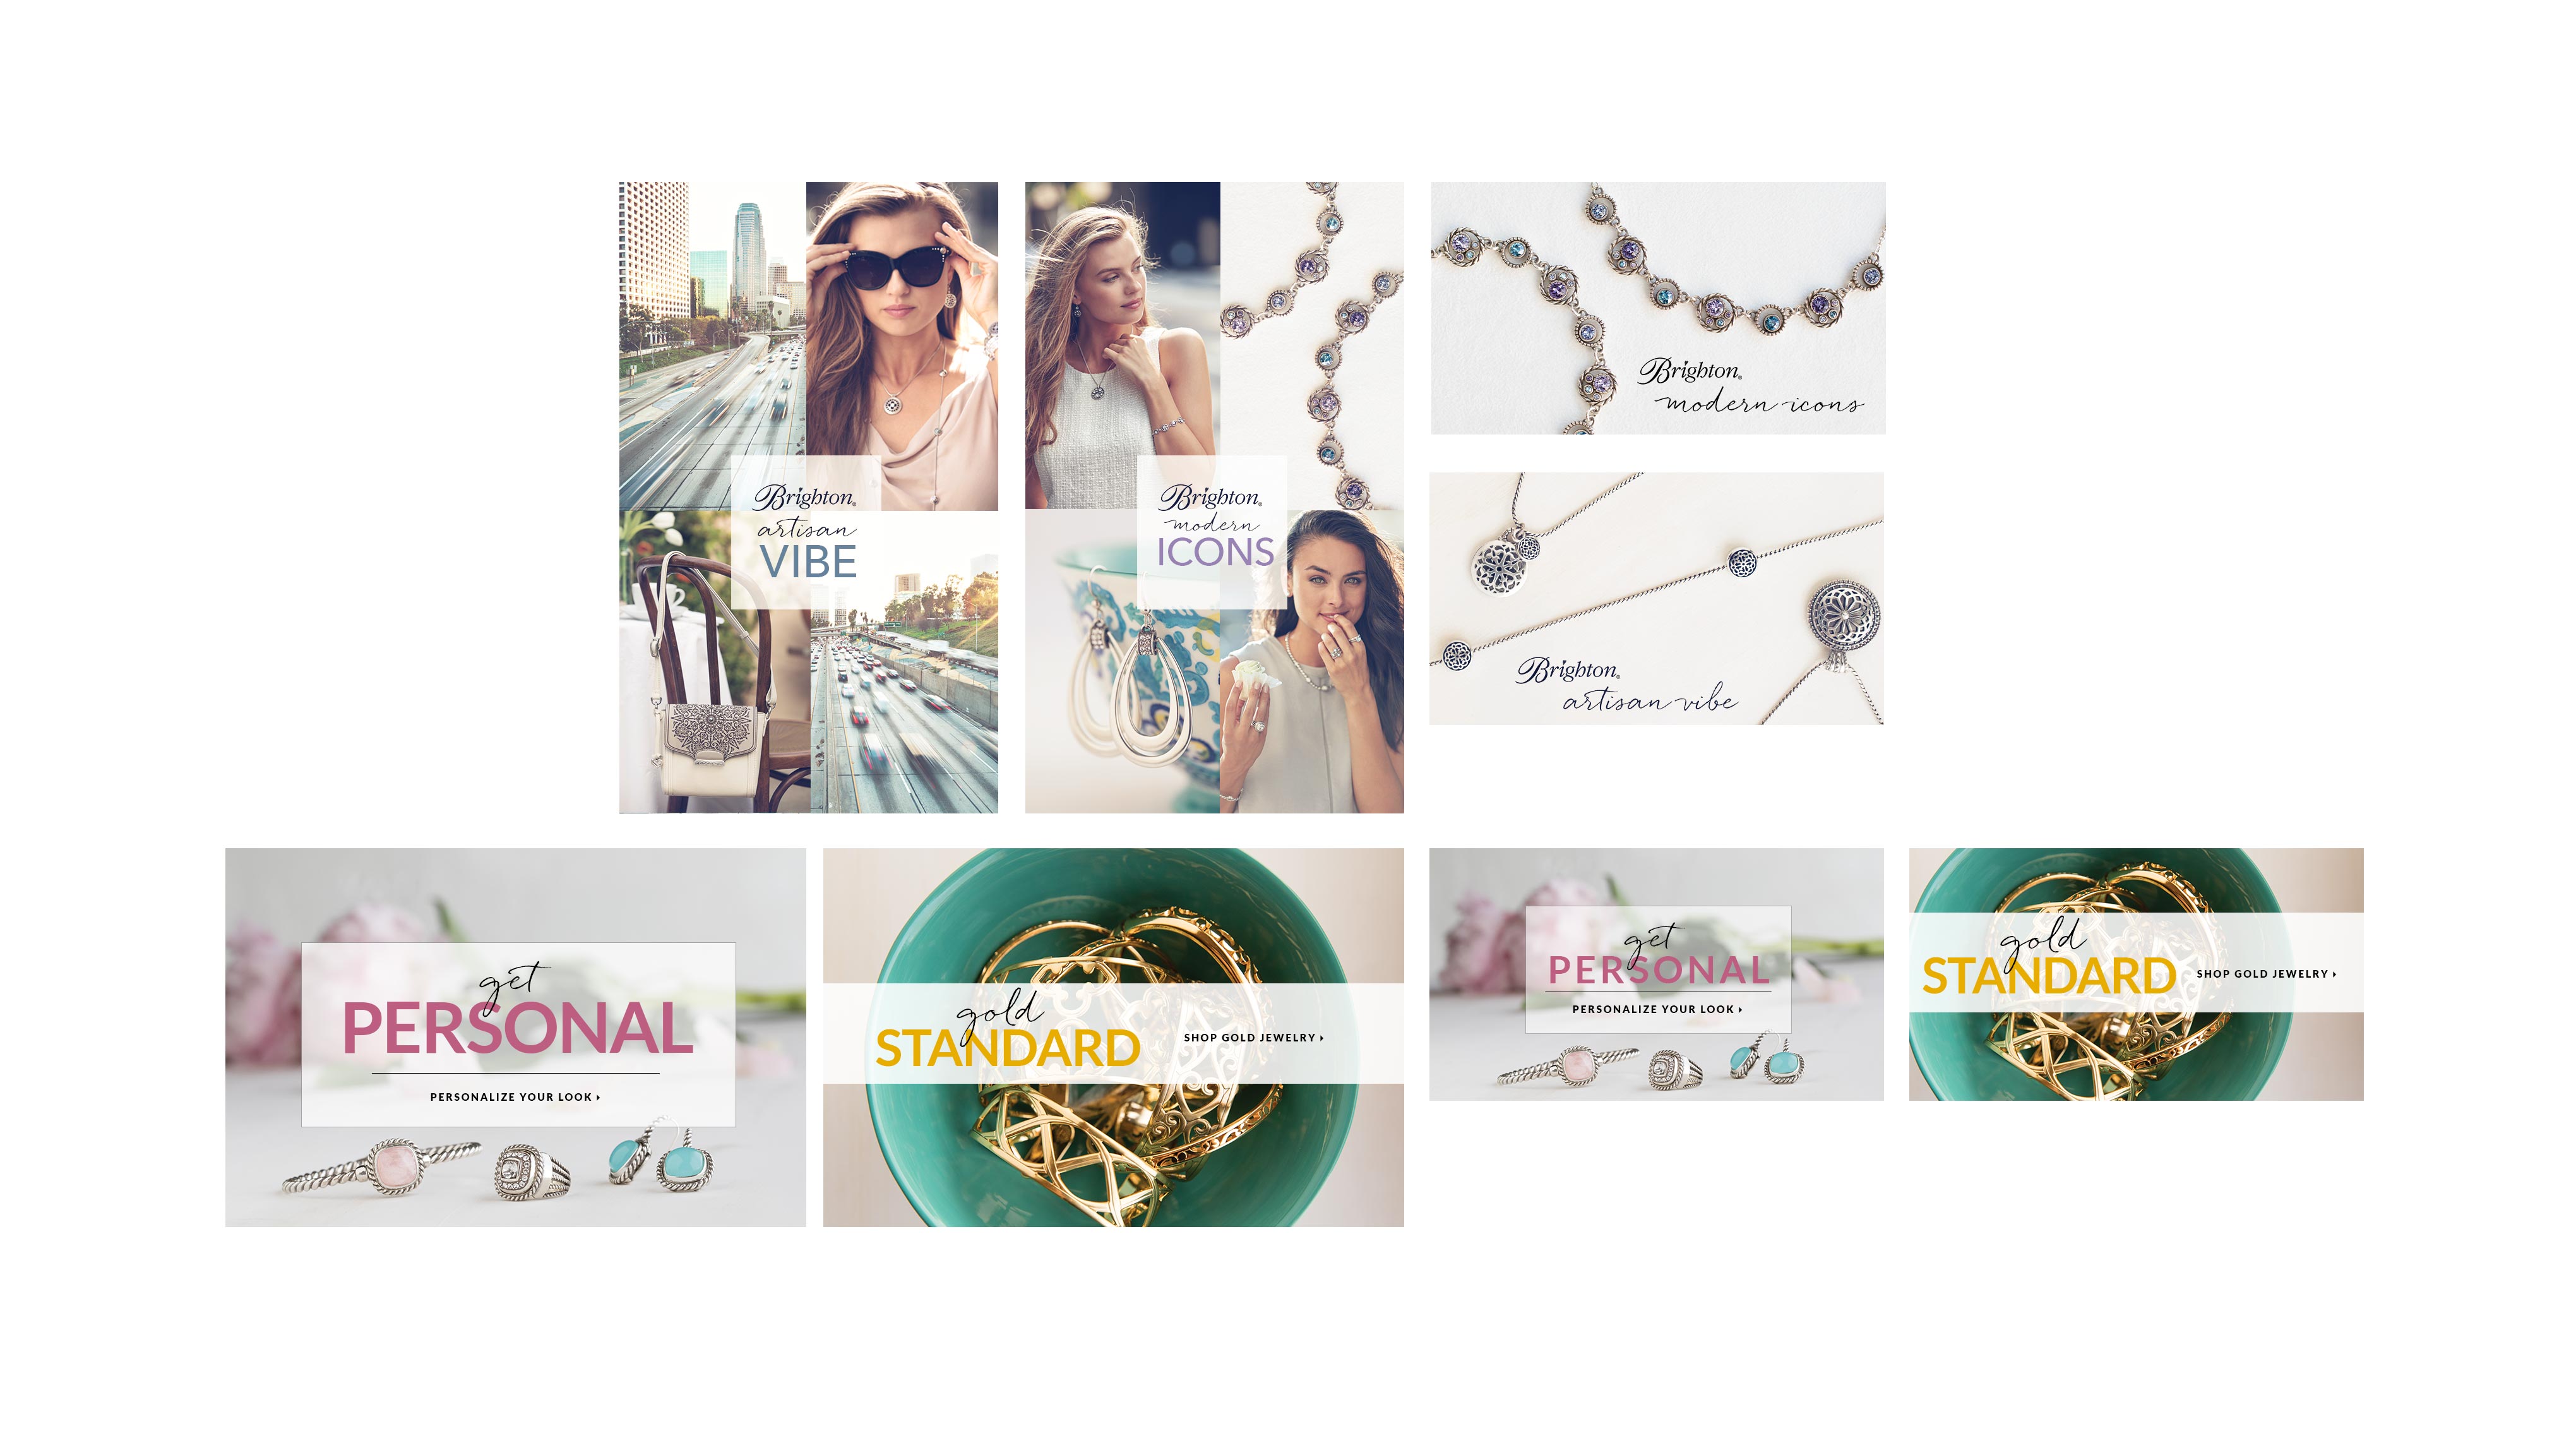 Brighton®
artisan
VIBE
Brighton®
modern
ICONS
Brighton®
modern icons
Brighton®
artisan vibe
get
PERSONAL
PERSONALIZE YOUR LOOK
gold
STANDARD
SHOP GOLD JEWELRY
get
PERSONAL
PERSONALIZE YOUR LOOK
gold
STANDARD
SHOP GOLD JEWELRY